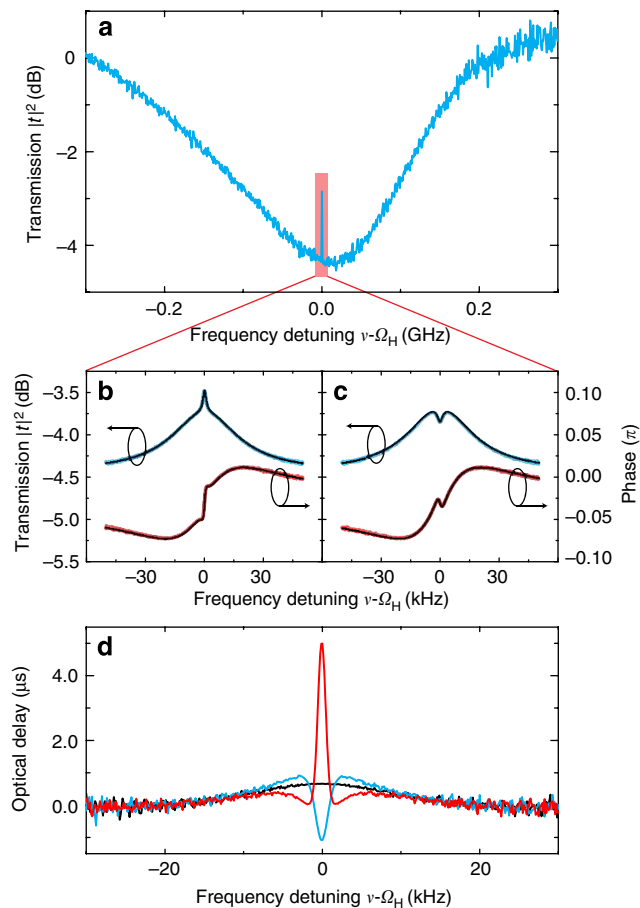 a
Transmission |t|² (dB)
0
−2
−4
−0.2
0.0
0.2
Frequency detuning ν-Ω_H (GHz)
b
c
Transmission |t|² (dB)
−3.5
−4.0
−4.5
−5.0
−5.5
0.10
0.05
0.00
−0.05
−0.10
Phase (π)
−30
0
30
−30
0
30
Frequency detuning ν-Ω_H (kHz)
d
Optical delay (μs)
4.0
2.0
0.0
−20
0
20
Frequency detuning ν-Ω_H (kHz)